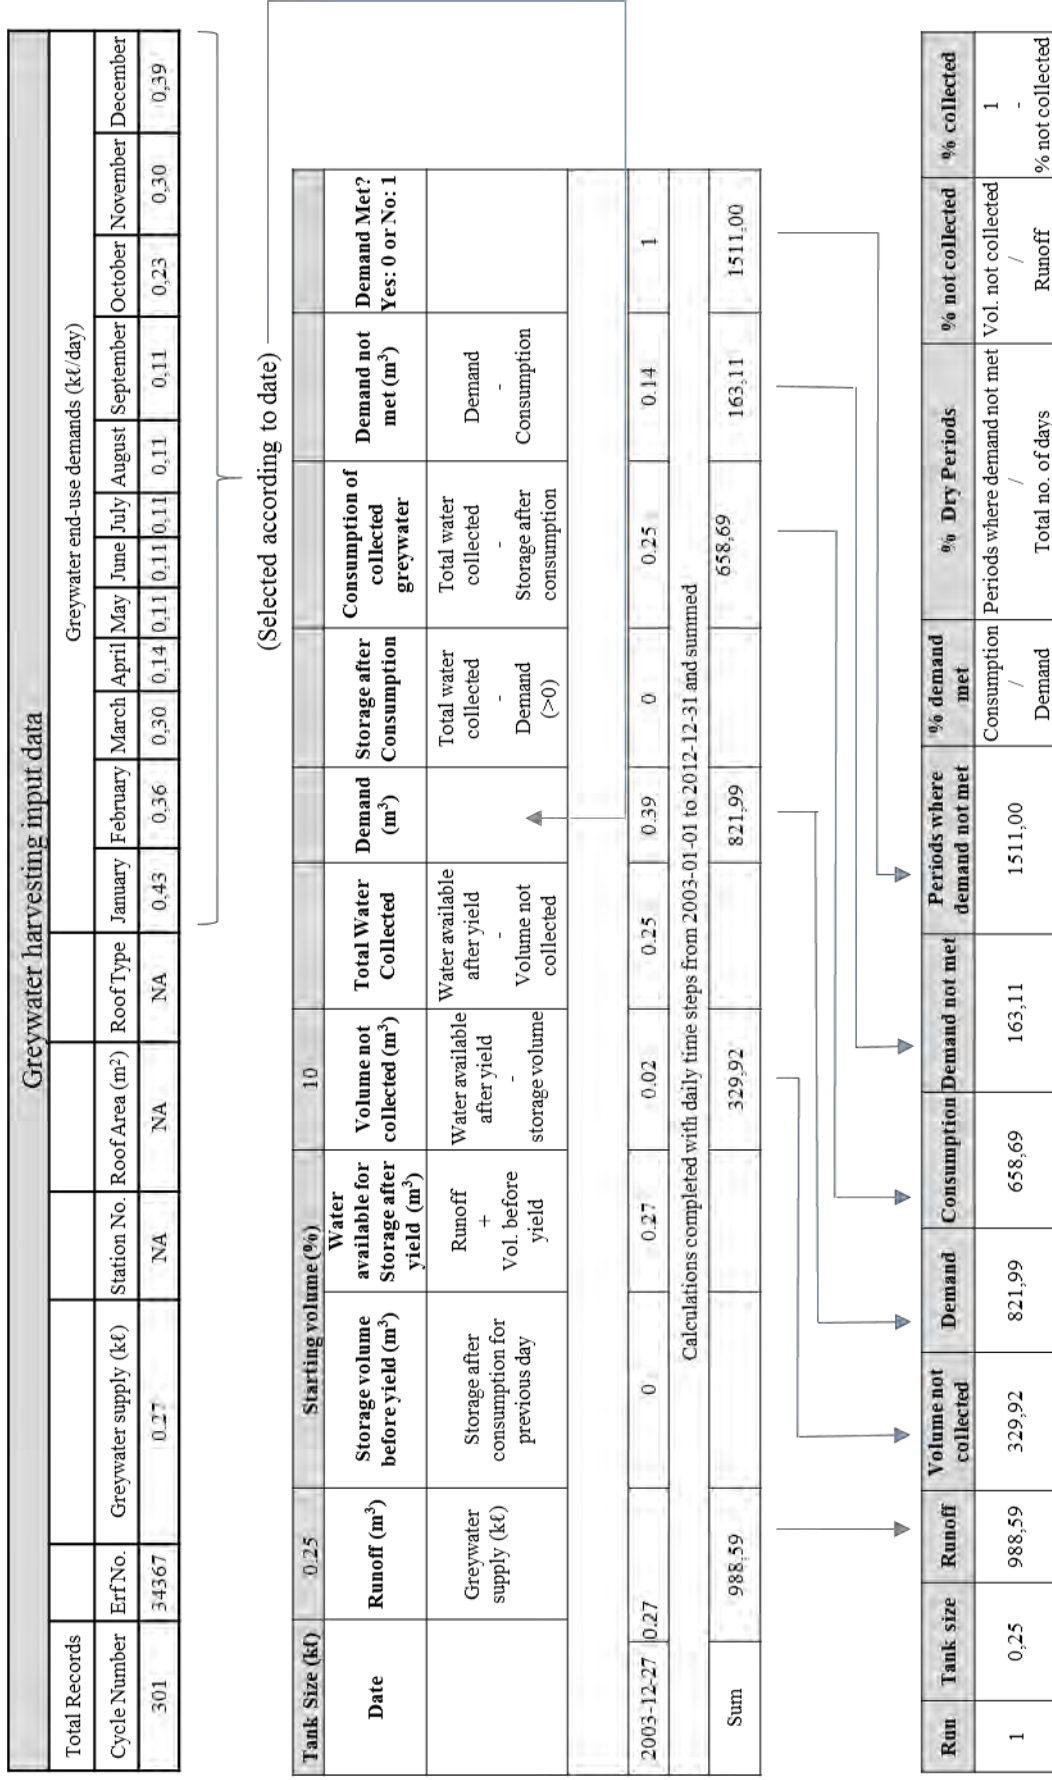 Greywater harvesting input data
Total Records
Greywater end-use demands (kℓ/day)
Cycle Number Erf No. Greywater supply (kℓ) Station No. Roof Area (m²) Roof Type January February March April May June July August September October November December
301 34367 0.27 NA NA NA 0,43 0,36 0,30 0,14 0,11 0,11 0,11 0,11 0,11 0,23 0,30 0,39
(Selected according to date)
Tank Size (kℓ) 0.25 Starting volume (%) 10
Date
Runoff (m³)
Storage volume
before yield (m³)
Water
available for
Storage after
yield (m³)
Volume not
collected (m³)
Total Water
Collected
Demand
(m³)
Storage after
Consumption
Consumption of
collected
greywater
Demand not
met (m³)
Demand Met?
Yes: 0 or No: 1
Greywater
supply (kℓ)
Storage after
consumption for
previous day
Runoff
+
Vol. before
yield
Water available
after yield
-
storage volume
Water available
after yield
-
Volume not
collected
Total water
collected
-
Demand
(>0)
Total water
collected
-
Storage after
consumption
Demand
-
Consumption
2003-12-27 0.27 0 0.27 0.02 0.25 0.39 0 0.25 0.14 1
Calculations completed with daily time steps from 2003-01-01 to 2012-12-31 and summed
Sum 988,59 329,92 821,99 658,69 163,11 1511,00
Run
Tank size
Runoff
Volume not
collected
Demand
Consumption
Demand not met
Periods where
demand not met
% demand
met
% Dry Periods
% not collected
% collected
1
0,25
988,59
329,92
821,99
658,69
163,11
1511,00
Consumption
/
Demand
Periods where demand not met
/
Total no. of days
Vol. not collected
/
Runoff
1
-
% not collected